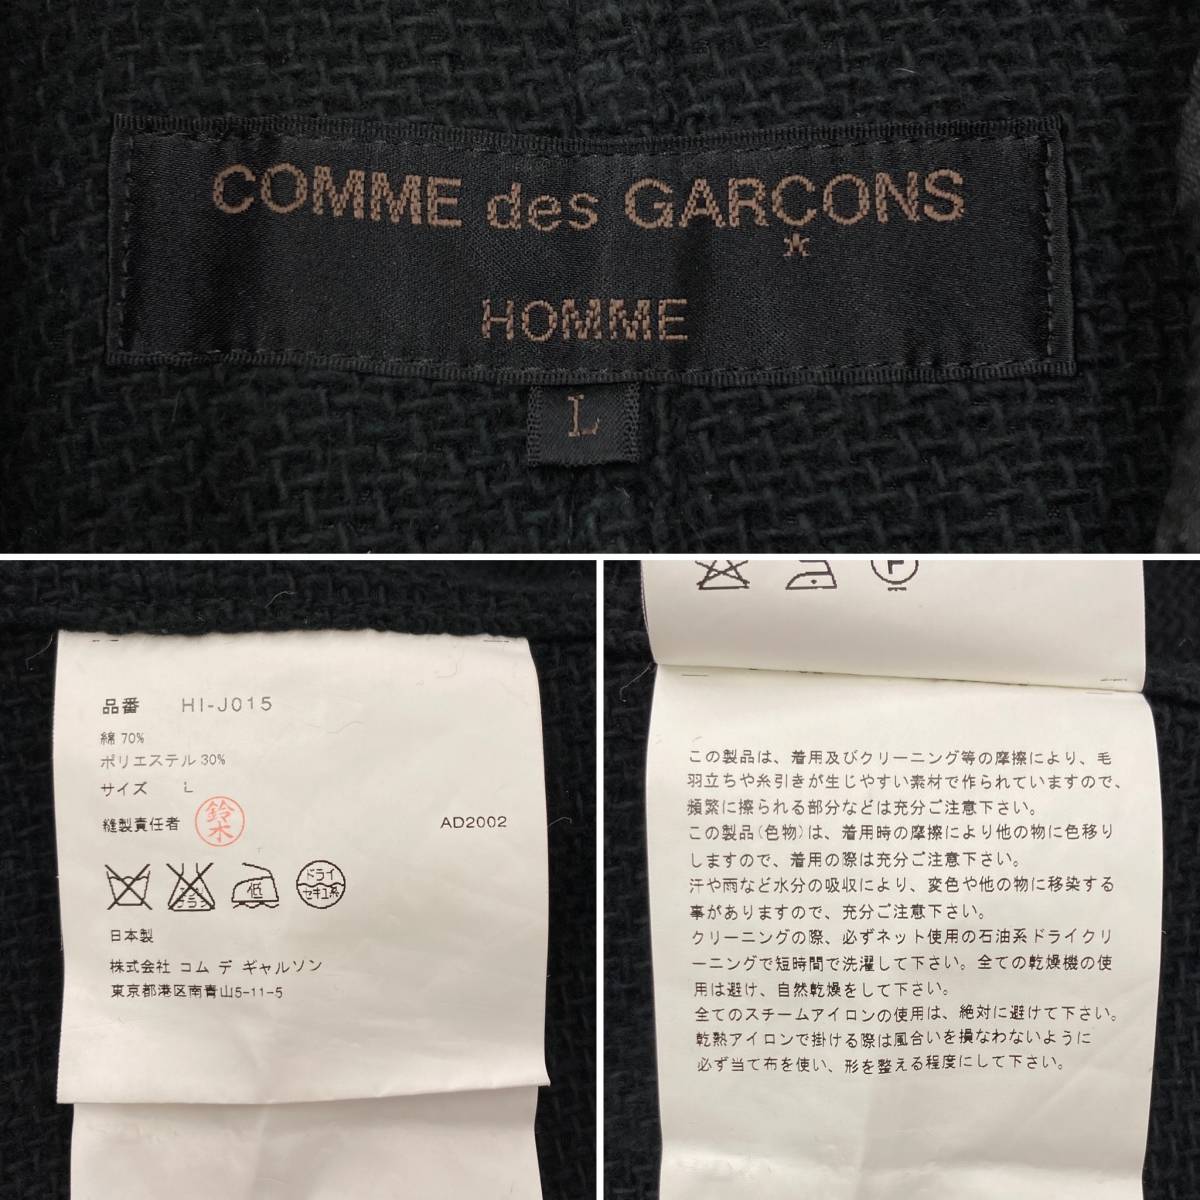 COMME des GARÇONS
*
HOMME
L
品番 HI-J015
綿 70%
ポリエステル 30%
サイズ L
縫製責任者 鈴木
AD2002
低
ドライ
セキユ系
日本製
株式会社 コム デ ギャルソン
東京都港区南青山5-11-5
F
この製品は、着用及びクリーニング等の摩擦により、毛
羽立ちや糸引きが生じやすい素材で作られていますので、
頻繁に擦られる部分などは充分ご注意下さい。
この製品(色物)は、着用時の摩擦により他の物に色移り
しますので、着用の際は充分ご注意下さい。
汗や雨など水分の吸収により、変色や他の物に移染する
事がありますので、充分ご注意下さい。
クリーニングの際、必ずネット使用の石油系ドライクリ
ーニングで短時間で洗濯して下さい。全ての乾燥機の使
用は避け、自然乾燥をして下さい。
全てのスチームアイロンの使用は、絶対に避けて下さい。
乾熱アイロンで掛ける際は風合いを損なわないように
必ず当て布を使い、形を整える程度にして下さい。